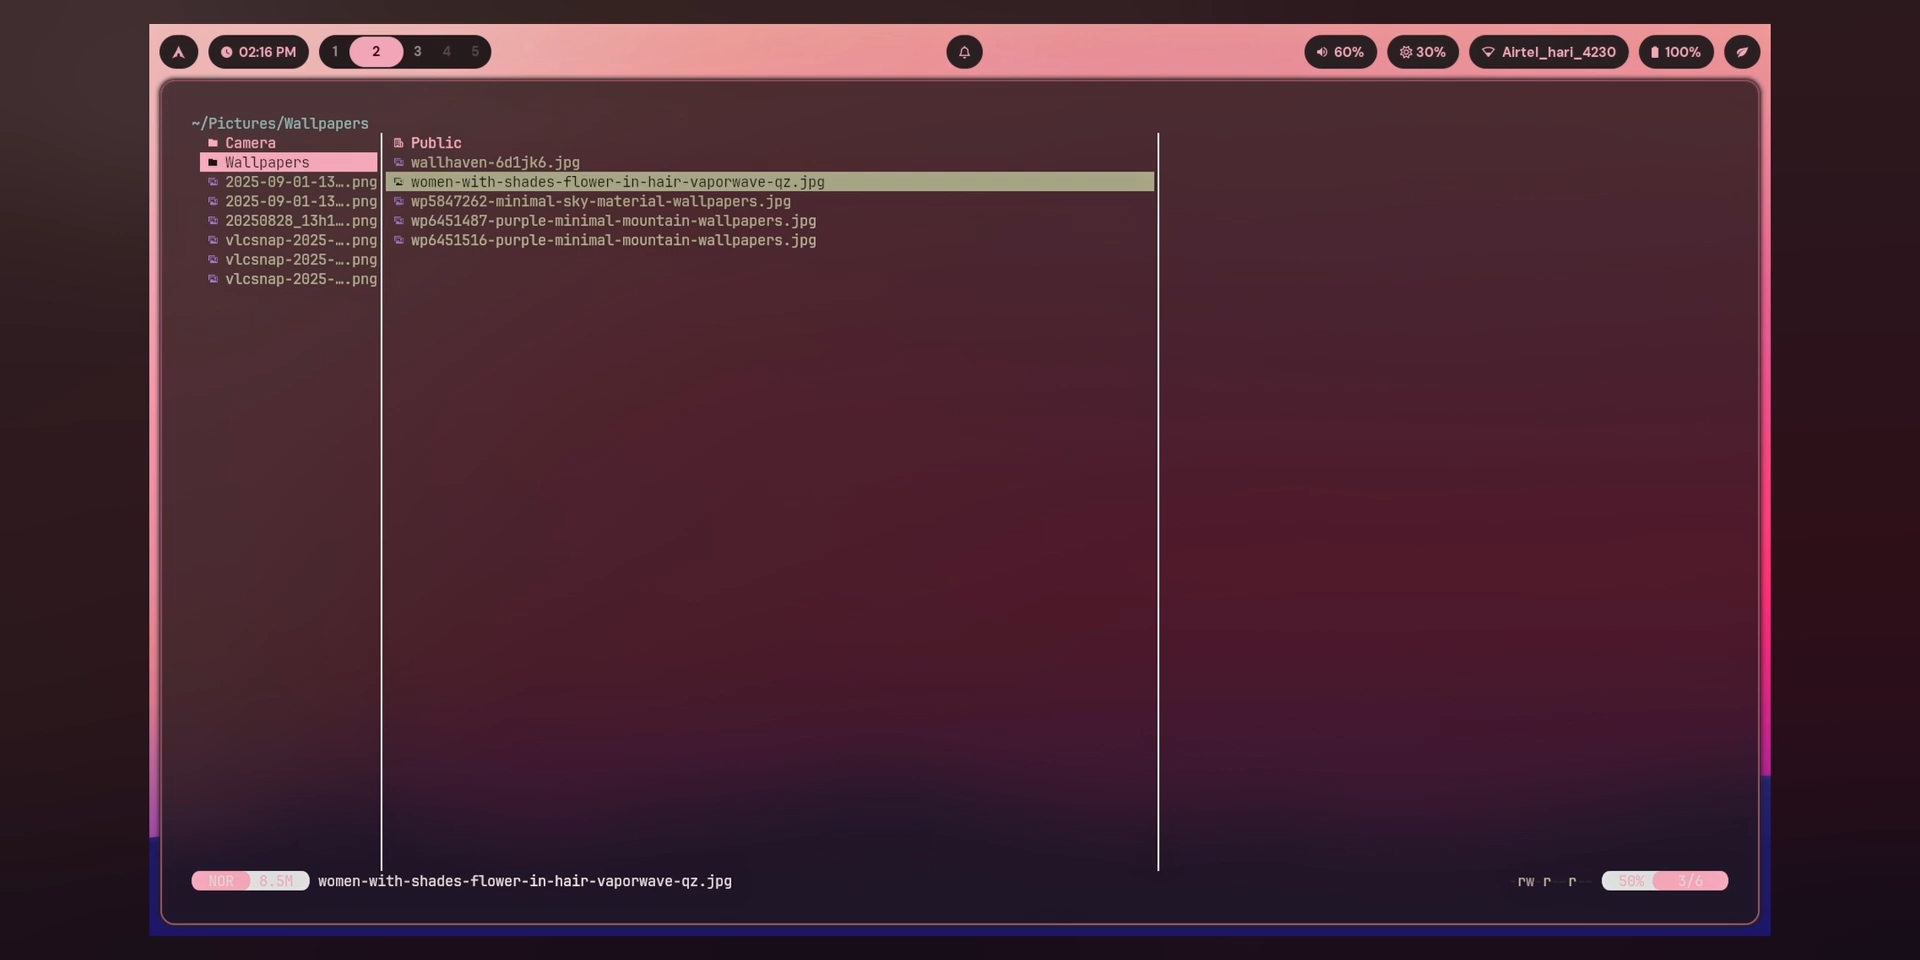 02:16 PM
1 2 3 4 5
60%
30%
Airtel_hari_4230
100%
~/Pictures/Wallpapers
Camera
Wallpapers
2025-09-01-13….png
2025-09-01-13….png
20250828_13h1….png
vlcsnap-2025-….png
vlcsnap-2025-….png
vlcsnap-2025-….png
Public
wallhaven-6d1jk6.jpg
women-with-shades-flower-in-hair-vaporwave-qz.jpg
wp5847262-minimal-sky-material-wallpapers.jpg
wp6451487-purple-minimal-mountain-wallpapers.jpg
wp6451516-purple-minimal-mountain-wallpapers.jpg
NOR 8.5M women-with-shades-flower-in-hair-vaporwave-qz.jpg
-rw-r--r-- 50% 3/6